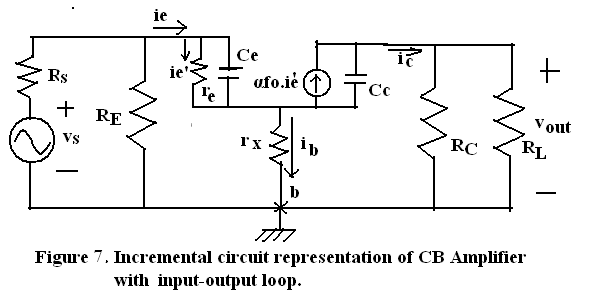 ie
Rs
+
vs
−
RE
ie'
re
Ce
αfo.ie'
Cc
ic
rx
ib
b
RC
RL
+
vout
−
Figure 7. Incremental circuit representation of CB Amplifier
with input-output loop.